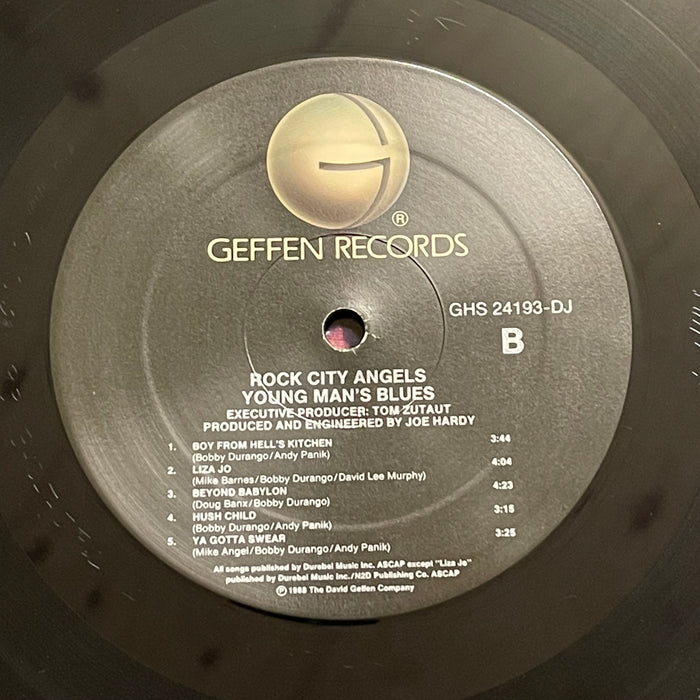 G
®
GEFFEN RECORDS
GHS 24193-DJ
B
ROCK CITY ANGELS
YOUNG MAN'S BLUES
EXECUTIVE PRODUCER: TOM ZUTAUT
PRODUCED AND ENGINEERED BY JOE HARDY
1. BOY FROM HELL'S KITCHEN 3:44
(Bobby Durango/Andy Panik)
2. LIZA JO 4:04
(Mike Barnes/Bobby Durango/David Lee Murphy)
3. BEYOND BABYLON 4:23
(Doug Banx/Bobby Durango)
4. HUSH CHILD 3:15
(Bobby Durango/Andy Panik)
5. YA GOTTA SWEAR 3:25
(Mike Angel/Bobby Durango/Andy Panik)
All songs published by Durebel Music Inc. ASCAP except "Liza Jo"
published by Durebel Music Inc./N2D Publishing Co. ASCAP
℗ 1988 The David Geffen Company